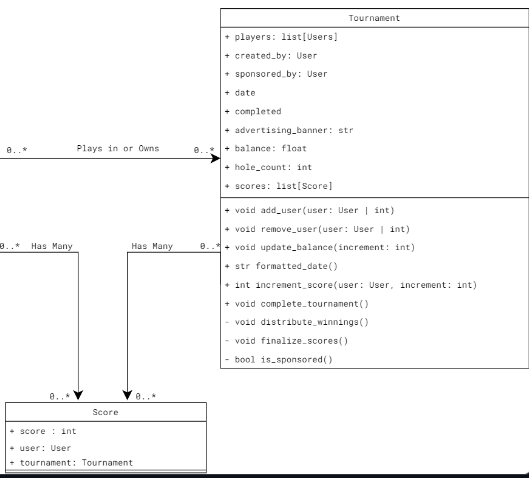 Tournament
+ players: list[Users]
+ created_by: User
+ sponsored_by: User
+ date
+ completed
+ advertising_banner: str
+ balance: float
+ hole_count: int
+ scores: list[Score]
+ void add_user(user: User | int)
+ void remove_user(user: User | int)
+ void update_balance(increment: int)
+ str formatted_date()
+ int increment_score(user: User, increment: int)
+ void complete_tournament()
- void distribute_winnings()
- void finalize_scores()
- bool is_sponsored()
0..* Plays in or Owns 0..*
0..* Has Many
Has Many 0..*
0..*
0..*
Score
+ score : int
+ user: User
+ tournament: Tournament